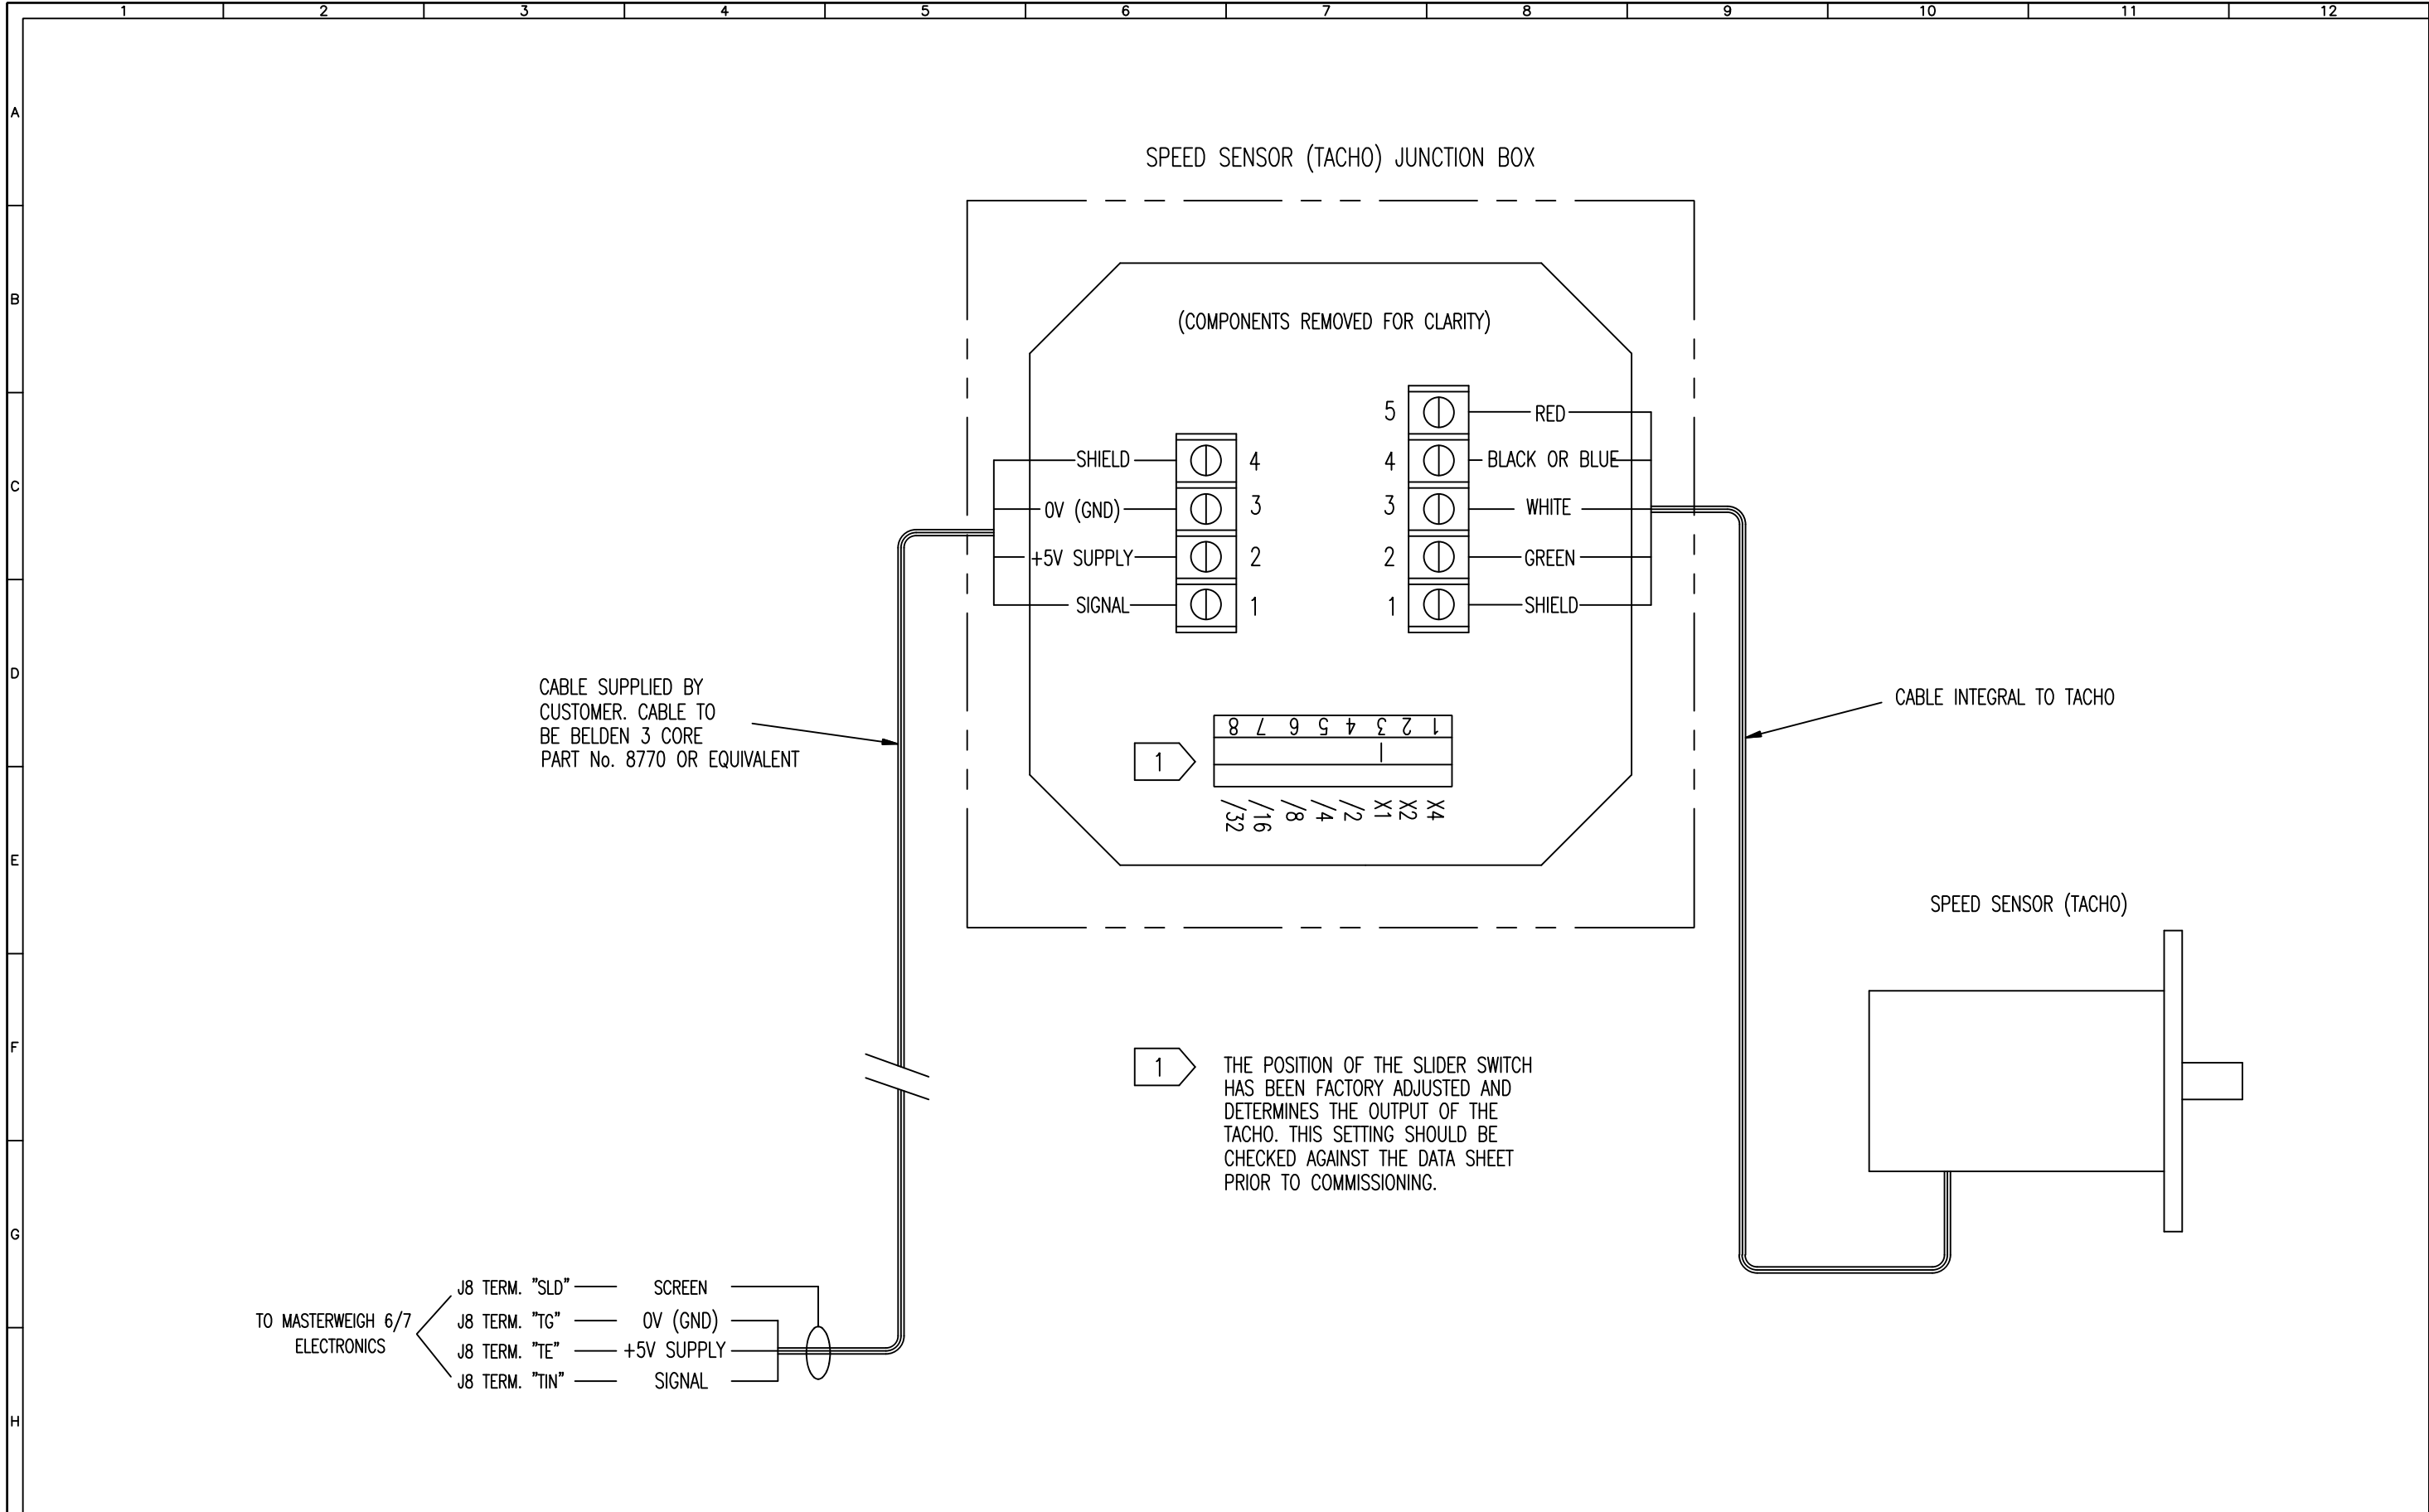 1 2 3 4 5 6 7 8 9 10 11 12
A
B
C
D
E
F
G
H
SPEED SENSOR (TACHO) JUNCTION BOX
(COMPONENTS REMOVED FOR CLARITY)
SHIELD 4
0V (GND) 3
+5V SUPPLY 2
SIGNAL 1
5 RED
4 BLACK OR BLUE
3 WHITE
2 GREEN
1 SHIELD
CABLE SUPPLIED BY
CUSTOMER. CABLE TO
BE BELDEN 3 CORE
PART No. 8770 OR EQUIVALENT
CABLE INTEGRAL TO TACHO
1
8 7 6 5 4 3 2 1
/32 /16 /8 /4 /2 X1 X2 X4
SPEED SENSOR (TACHO)
1
THE POSITION OF THE SLIDER SWITCH
HAS BEEN FACTORY ADJUSTED AND
DETERMINES THE OUTPUT OF THE
TACHO. THIS SETTING SHOULD BE
CHECKED AGAINST THE DATA SHEET
PRIOR TO COMMISSIONING.
TO MASTERWEIGH 6/7
ELECTRONICS
J8 TERM. "SLD" SCREEN
J8 TERM. "TG" 0V (GND)
J8 TERM. "TE" +5V SUPPLY
J8 TERM. "TIN" SIGNAL